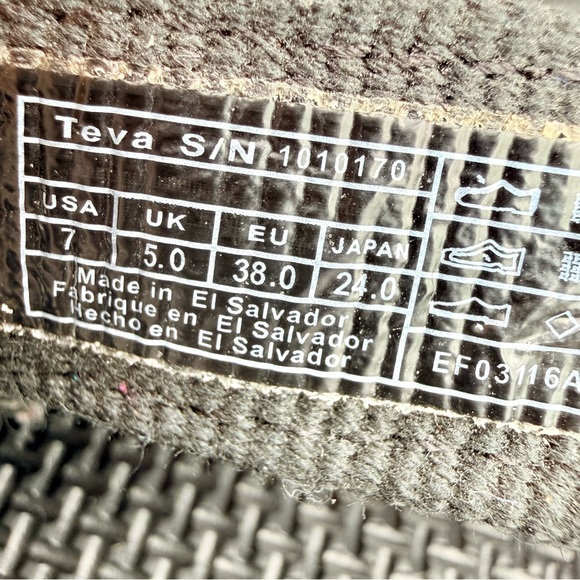 Teva S/N 1010170
USA UK EU JAPAN
7 5.0 38.0 24.0
Made in El Salvador
Fabrique en El Salvador
Hecho en El Salvador
EF03116A